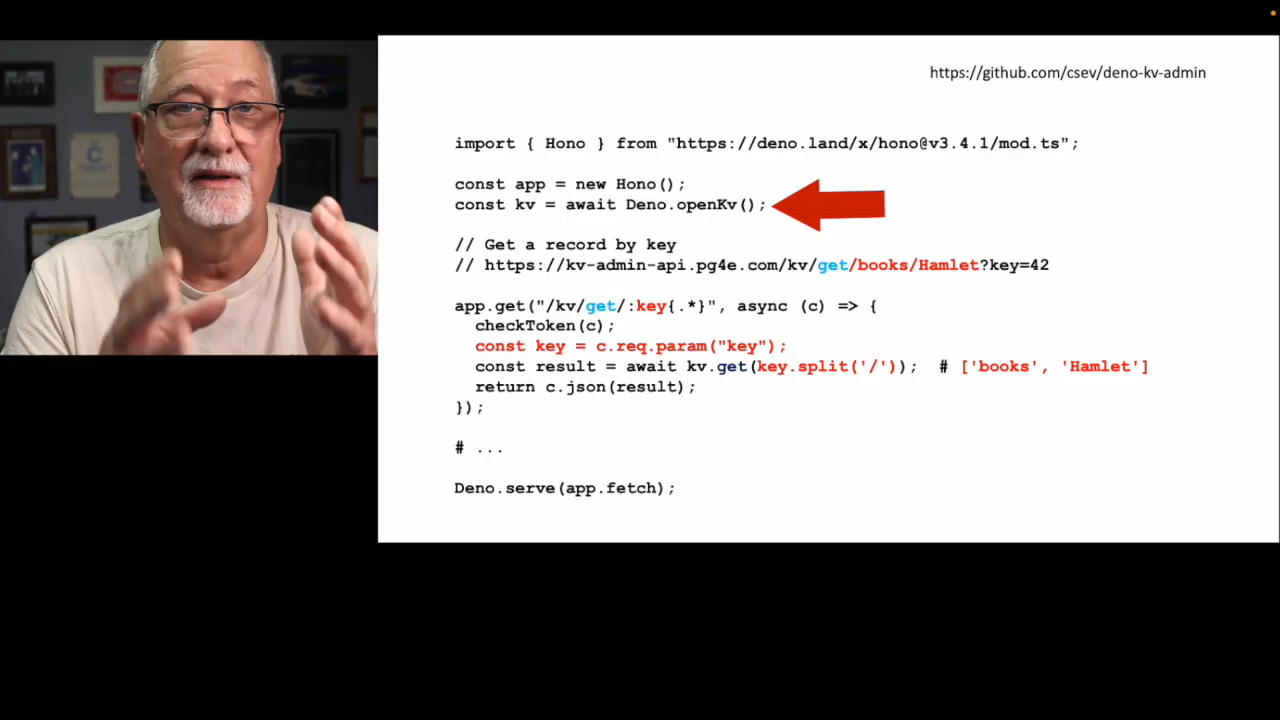 https://github.com/csev/deno-kv-admin
import { Hono } from "https://deno.land/x/hono@v3.4.1/mod.ts";
const app = new Hono();
const kv = await Deno.openKv();
// Get a record by key
// https://kv-admin-api.pg4e.com/kv/get/books/Hamlet?key=42
app.get("/kv/get/:key{.*}", async (c) => {
checkToken(c);
const key = c.req.param("key");
const result = await kv.get(key.split('/')); # ['books', 'Hamlet']
return c.json(result);
});
# ...
Deno.serve(app.fetch);